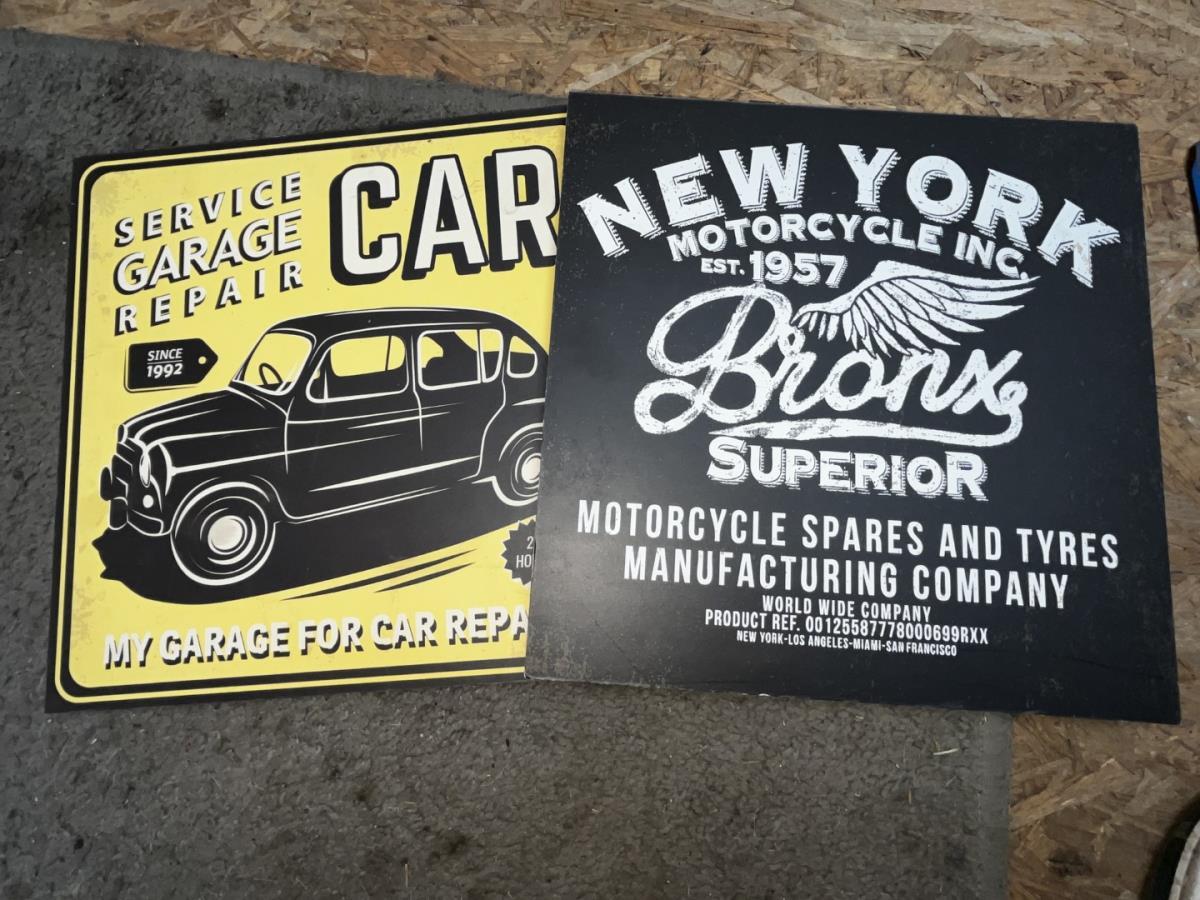 SERVICE
GARAGE
REPAIR
CAR
SINCE
1992
MY GARAGE FOR CAR REPA
NEW YORK
MOTORCYCLE INC.
EST. 1957
Bronx
SUPERIOR
MOTORCYCLE SPARES AND TYRES
MANUFACTURING COMPANY
WORLD WIDE COMPANY
PRODUCT REF. 00125587778000699RXX
NEW YORK-LOS ANGELES-MIAMI-SAN FRANCISCO